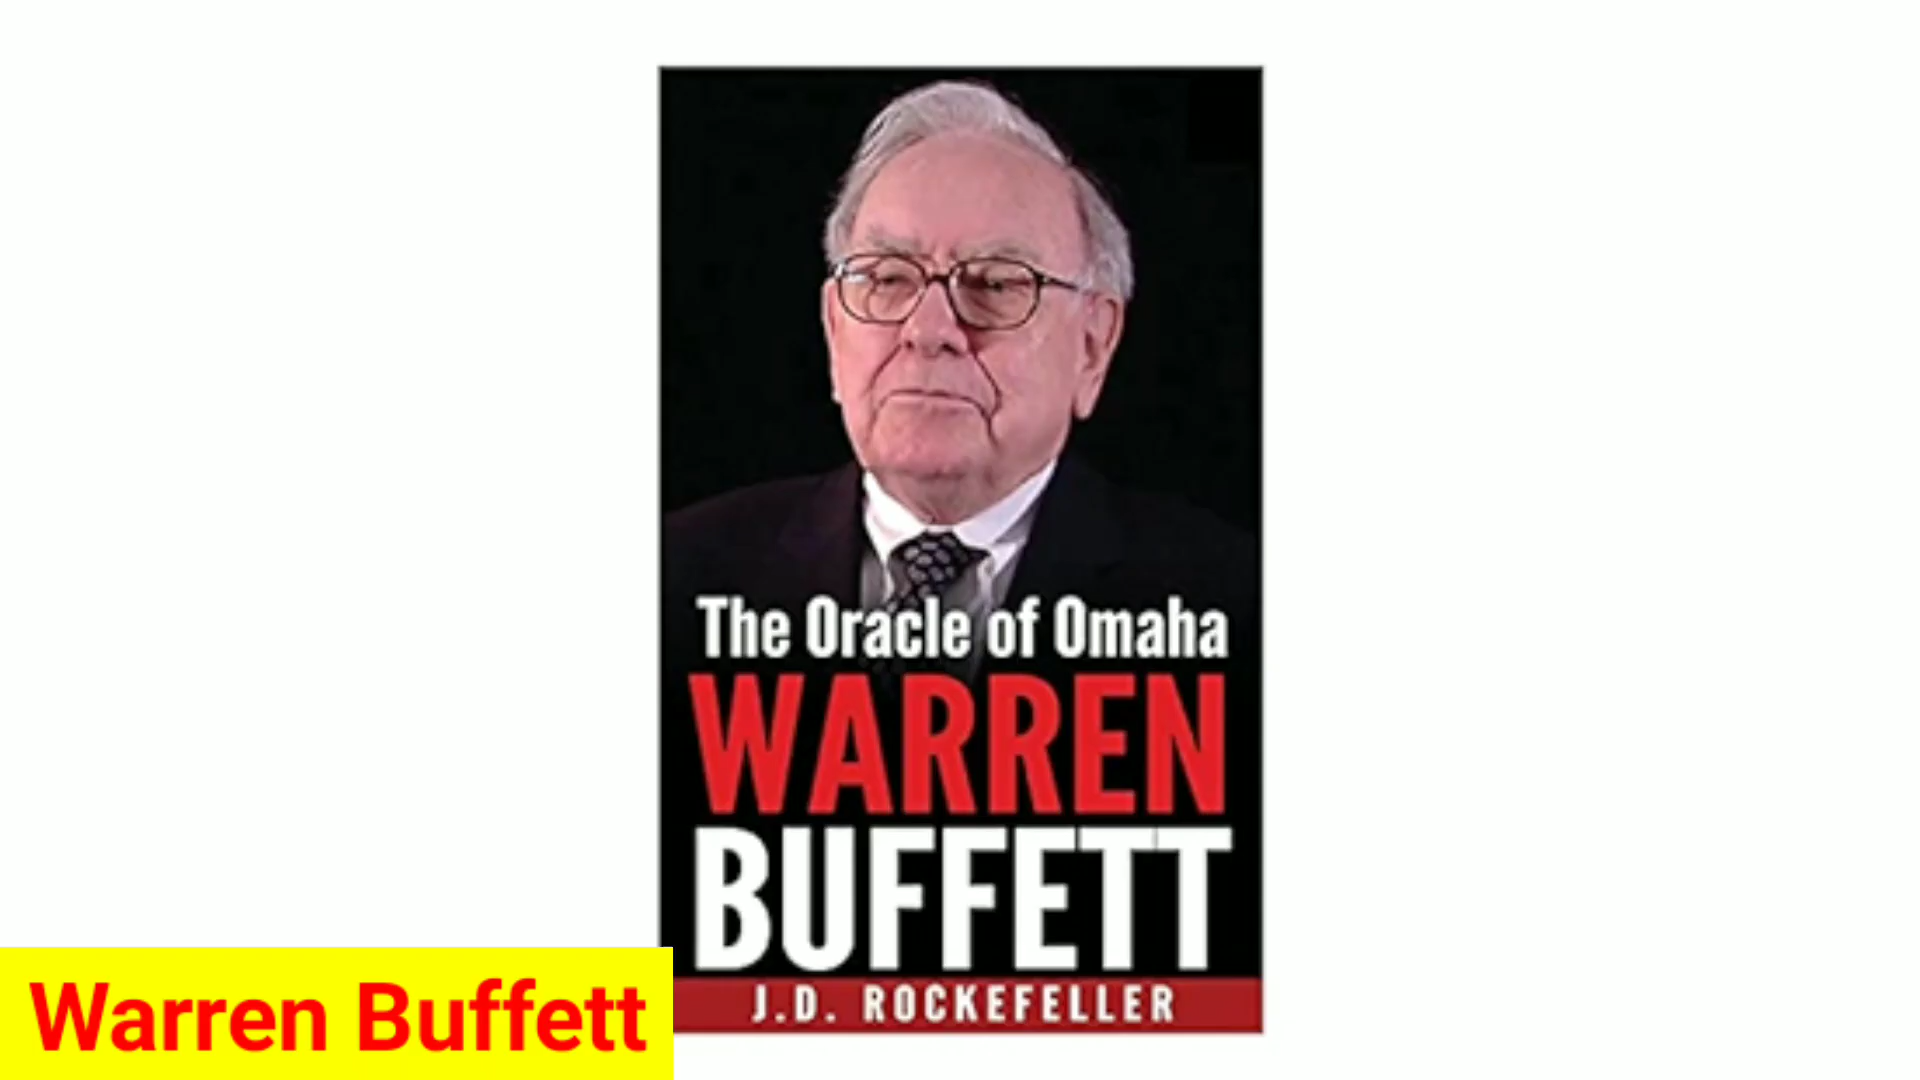 The Oracle of Omaha
WARREN
BUFFETT
J.D. ROCKEFELLER
Warren Buffett